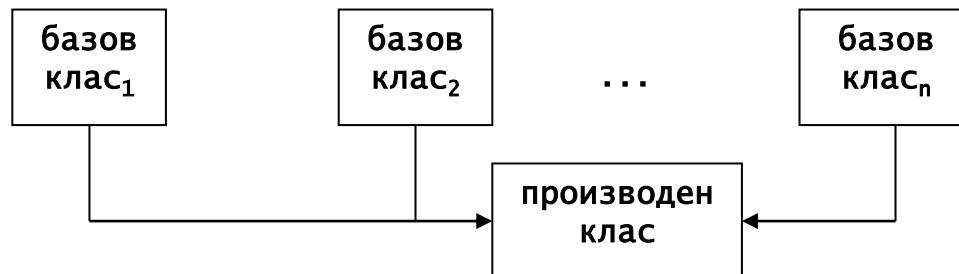 базов
клас₁
базов
клас₂
...
базов
класₙ
производен
клас